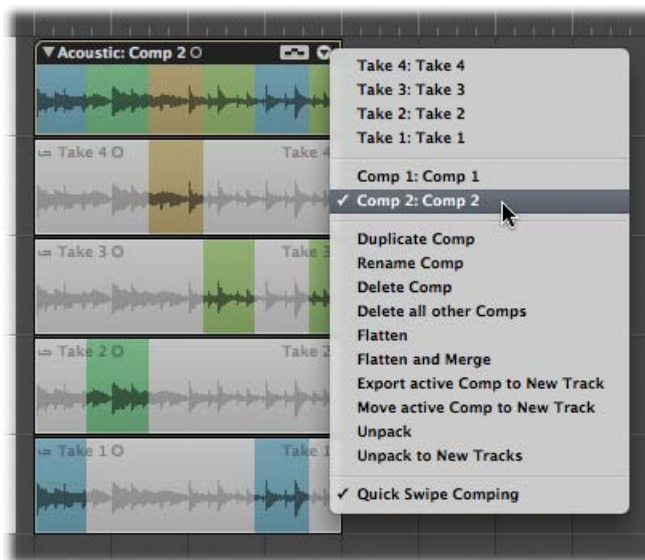 Acoustic: Comp 2
Take 4: Take 4
Take 3: Take 3
Take 2: Take 2
Take 1: Take 1
Comp 1: Comp 1
Comp 2: Comp 2
Duplicate Comp
Rename Comp
Delete Comp
Delete all other Comps
Flatten
Flatten and Merge
Export active Comp to New Track
Move active Comp to New Track
Unpack
Unpack to New Tracks
Quick Swipe Comping
Take 4 Take 4
Take 3 Take 3
Take 2 Take 2
Take 1 Take 1